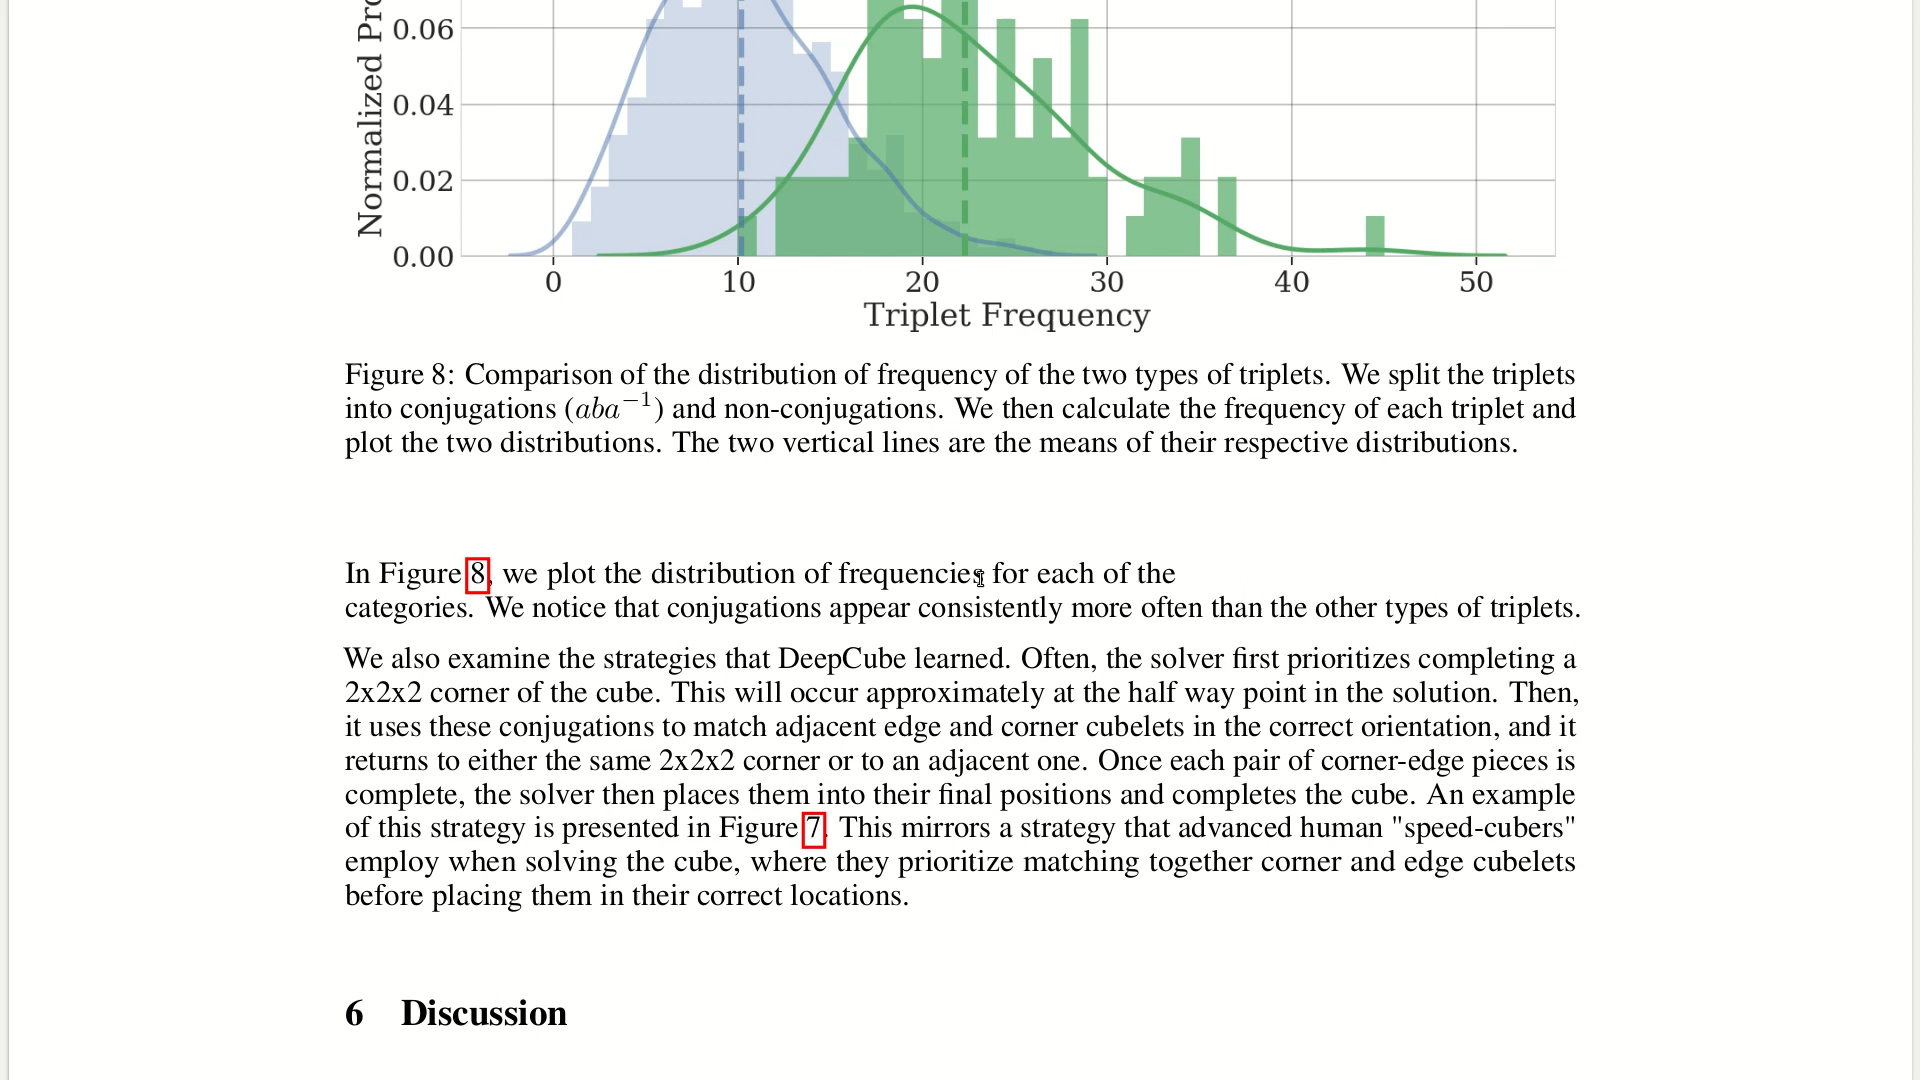 Normalized Pro
0.06
0.04
0.02
0.00
0 10 20 30 40 50
Triplet Frequency
Figure 8: Comparison of the distribution of frequency of the two types of triplets. We split the triplets
into conjugations (aba⁻¹) and non-conjugations. We then calculate the frequency of each triplet and
plot the two distributions. The two vertical lines are the means of their respective distributions.
In Figure 8, we plot the distribution of frequencies for each of the
categories. We notice that conjugations appear consistently more often than the other types of triplets.
We also examine the strategies that DeepCube learned. Often, the solver first prioritizes completing a
2x2x2 corner of the cube. This will occur approximately at the half way point in the solution. Then,
it uses these conjugations to match adjacent edge and corner cubelets in the correct orientation, and it
returns to either the same 2x2x2 corner or to an adjacent one. Once each pair of corner-edge pieces is
complete, the solver then places them into their final positions and completes the cube. An example
of this strategy is presented in Figure 7. This mirrors a strategy that advanced human "speed-cubers"
employ when solving the cube, where they prioritize matching together corner and edge cubelets
before placing them in their correct locations.
6 Discussion